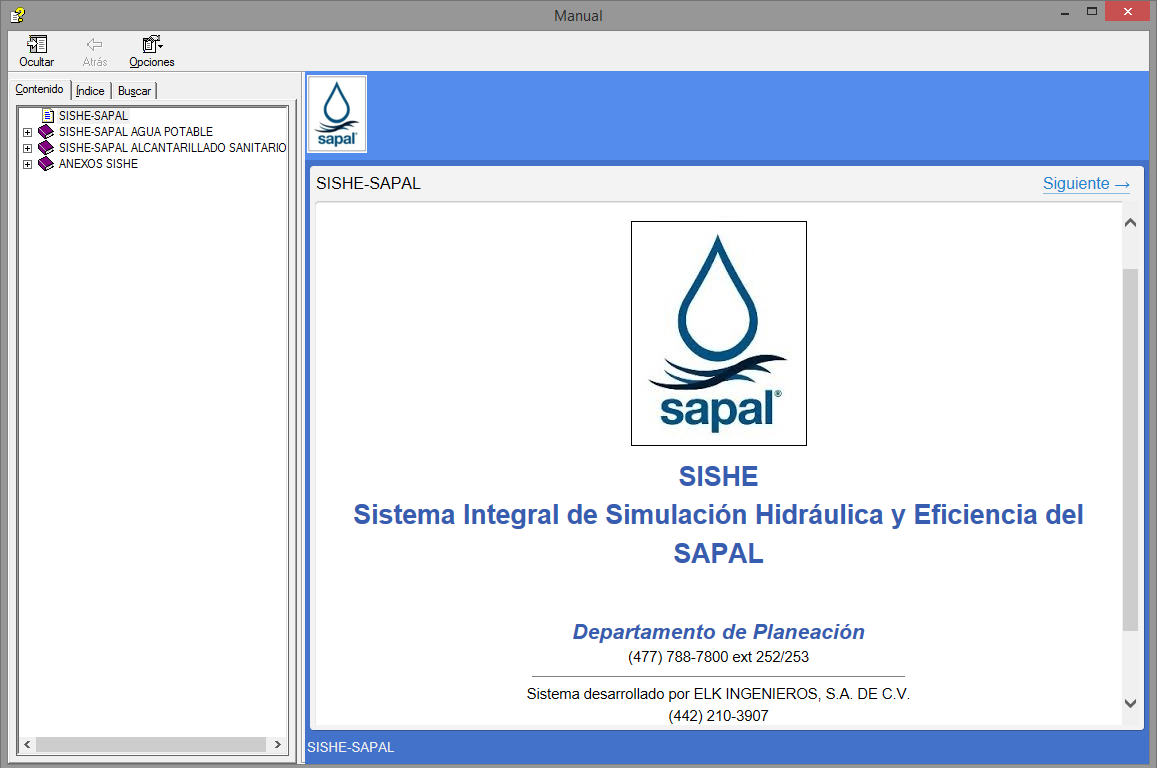 Manual
Ocultar
Atrás
Opciones
Contenido
Índice
Buscar
SISHE-SAPAL
SISHE-SAPAL AGUA POTABLE
SISHE-SAPAL ALCANTARILLADO SANITARIO
ANEXOS SISHE
sapal
SISHE-SAPAL
Siguiente →
sapal®
SISHE
Sistema Integral de Simulación Hidráulica y Eficiencia del
SAPAL
Departamento de Planeación
(477) 788-7800 ext 252/253
Sistema desarrollado por ELK INGENIEROS, S.A. DE C.V.
(442) 210-3907
SISHE-SAPAL